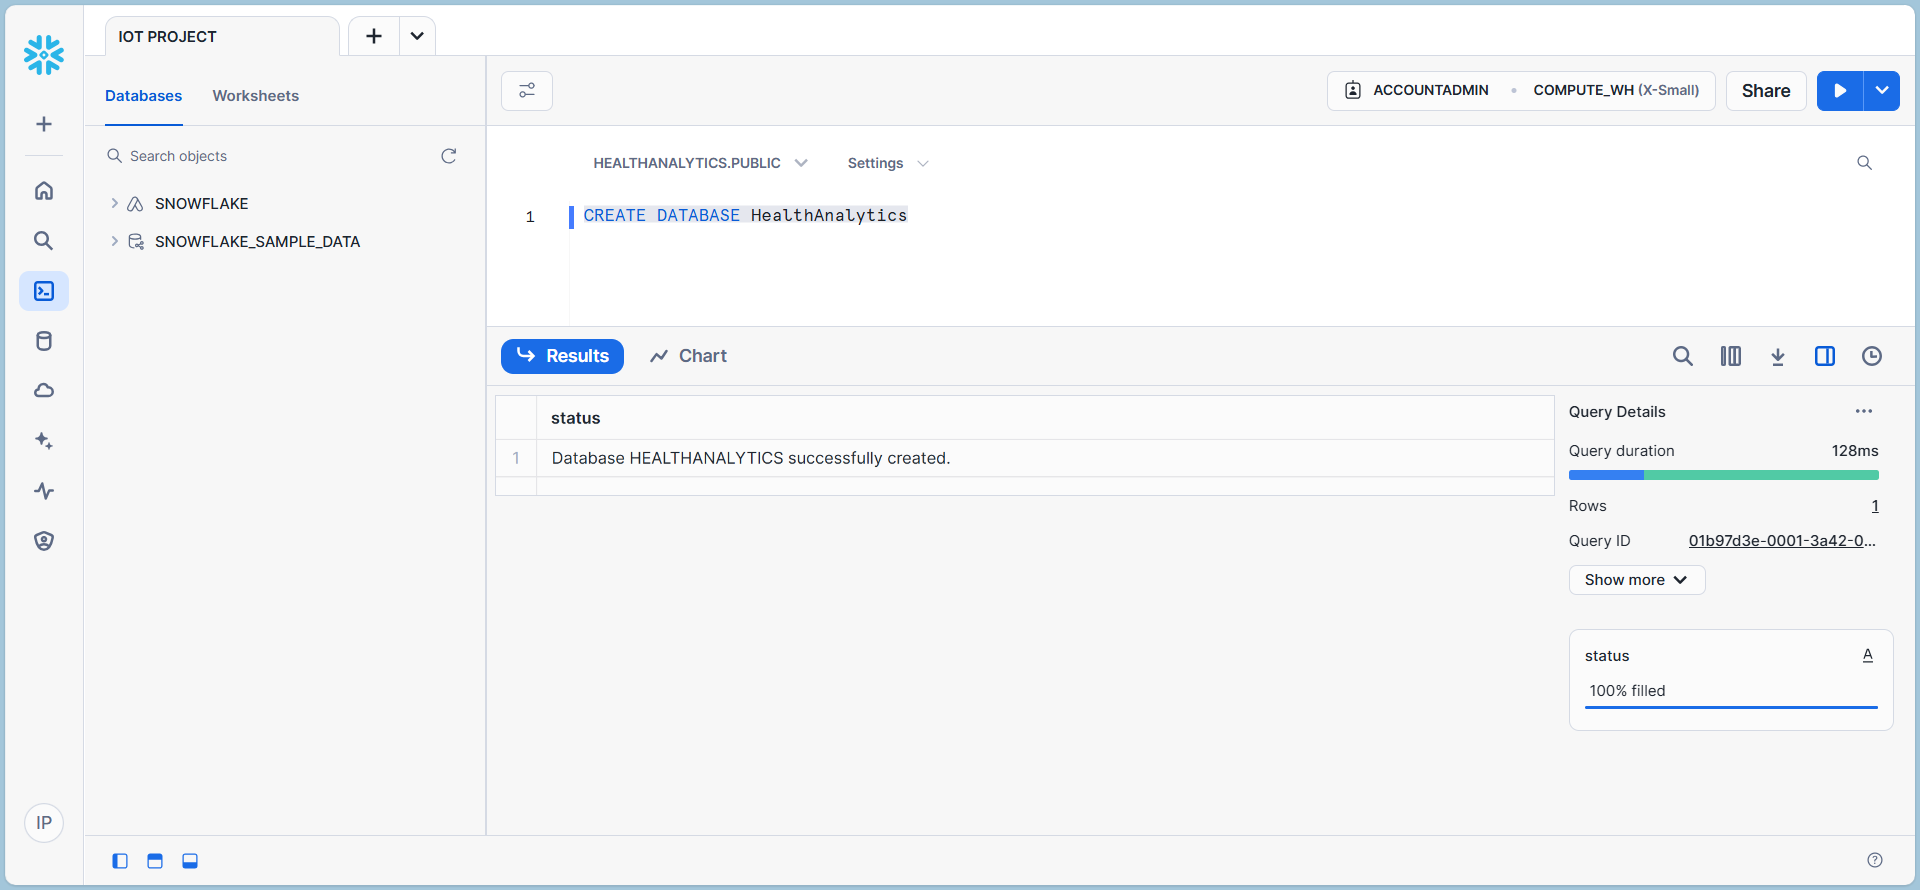 IOT PROJECT
Databases
Worksheets
ACCOUNTADMIN
COMPUTE_WH (X-Small)
Share
Search objects
SNOWFLAKE
SNOWFLAKE_SAMPLE_DATA
HEALTHANALYTICS.PUBLIC
Settings
1
CREATE DATABASE HealthAnalytics
Results
Chart
status
1
Database HEALTHANALYTICS successfully created.
Query Details
Query duration
128ms
Rows
1
Query ID
01b97d3e-0001-3a42-0...
Show more
status
A
100% filled
IP